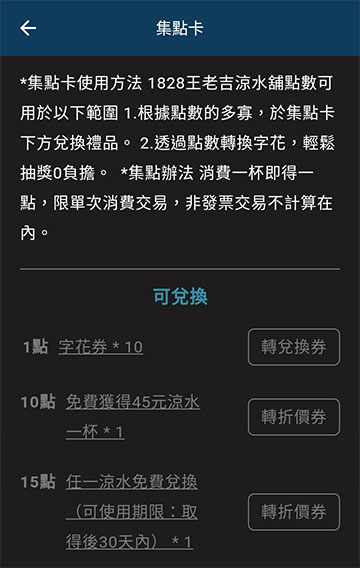 集點卡
*集點卡使用方法 1828王老吉涼水舖點數可
用於以下範圍 1.根據點數的多寡，於集點卡
下方兌換禮品。 2.透過點數轉換字花，輕鬆
抽獎0負擔。 *集點辦法 消費一杯即得一
點，限單次消費交易，非發票交易不計算在
內。
可兌換
1點 字花券 * 10 轉兌換券
10點 免費獲得45元涼水
一杯 * 1 轉折價券
15點 任一涼水免費兌換
（可使用期限：取 轉折價券
得後30天內） * 1